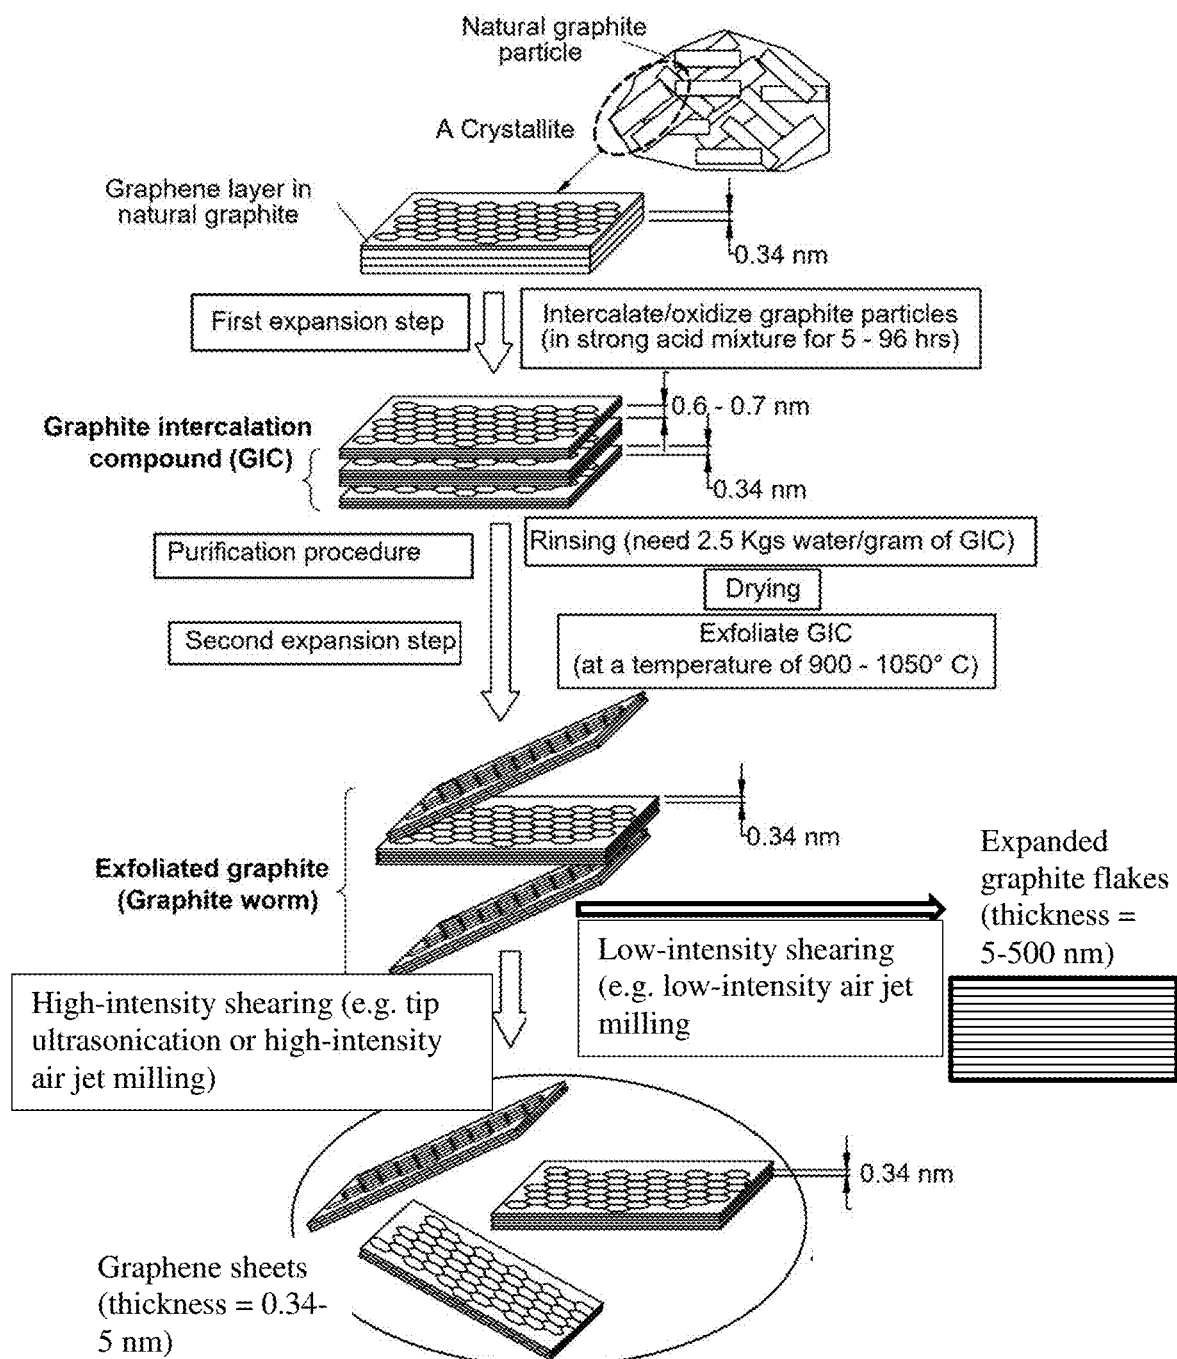 Natural graphite
particle
A Crystallite
Graphene layer in
natural graphite
0.34 nm
First expansion step
Intercalate/oxidize graphite particles
(in strong acid mixture for 5 - 96 hrs)
0.6 - 0.7 nm
Graphite intercalation
compound (GIC)
0.34 nm
Purification procedure
Rinsing (need 2.5 Kgs water/gram of GIC)
Drying
Second expansion step
Exfoliate GIC
(at a temperature of 900 - 1050° C)
0.34 nm
Exfoliated graphite
(Graphite worm)
Expanded
graphite flakes
(thickness =
5-500 nm)
Low-intensity shearing
(e.g. low-intensity air jet
milling
High-intensity shearing (e.g. tip
ultrasonication or high-intensity
air jet milling)
0.34 nm
Graphene sheets
(thickness = 0.34-
5 nm)